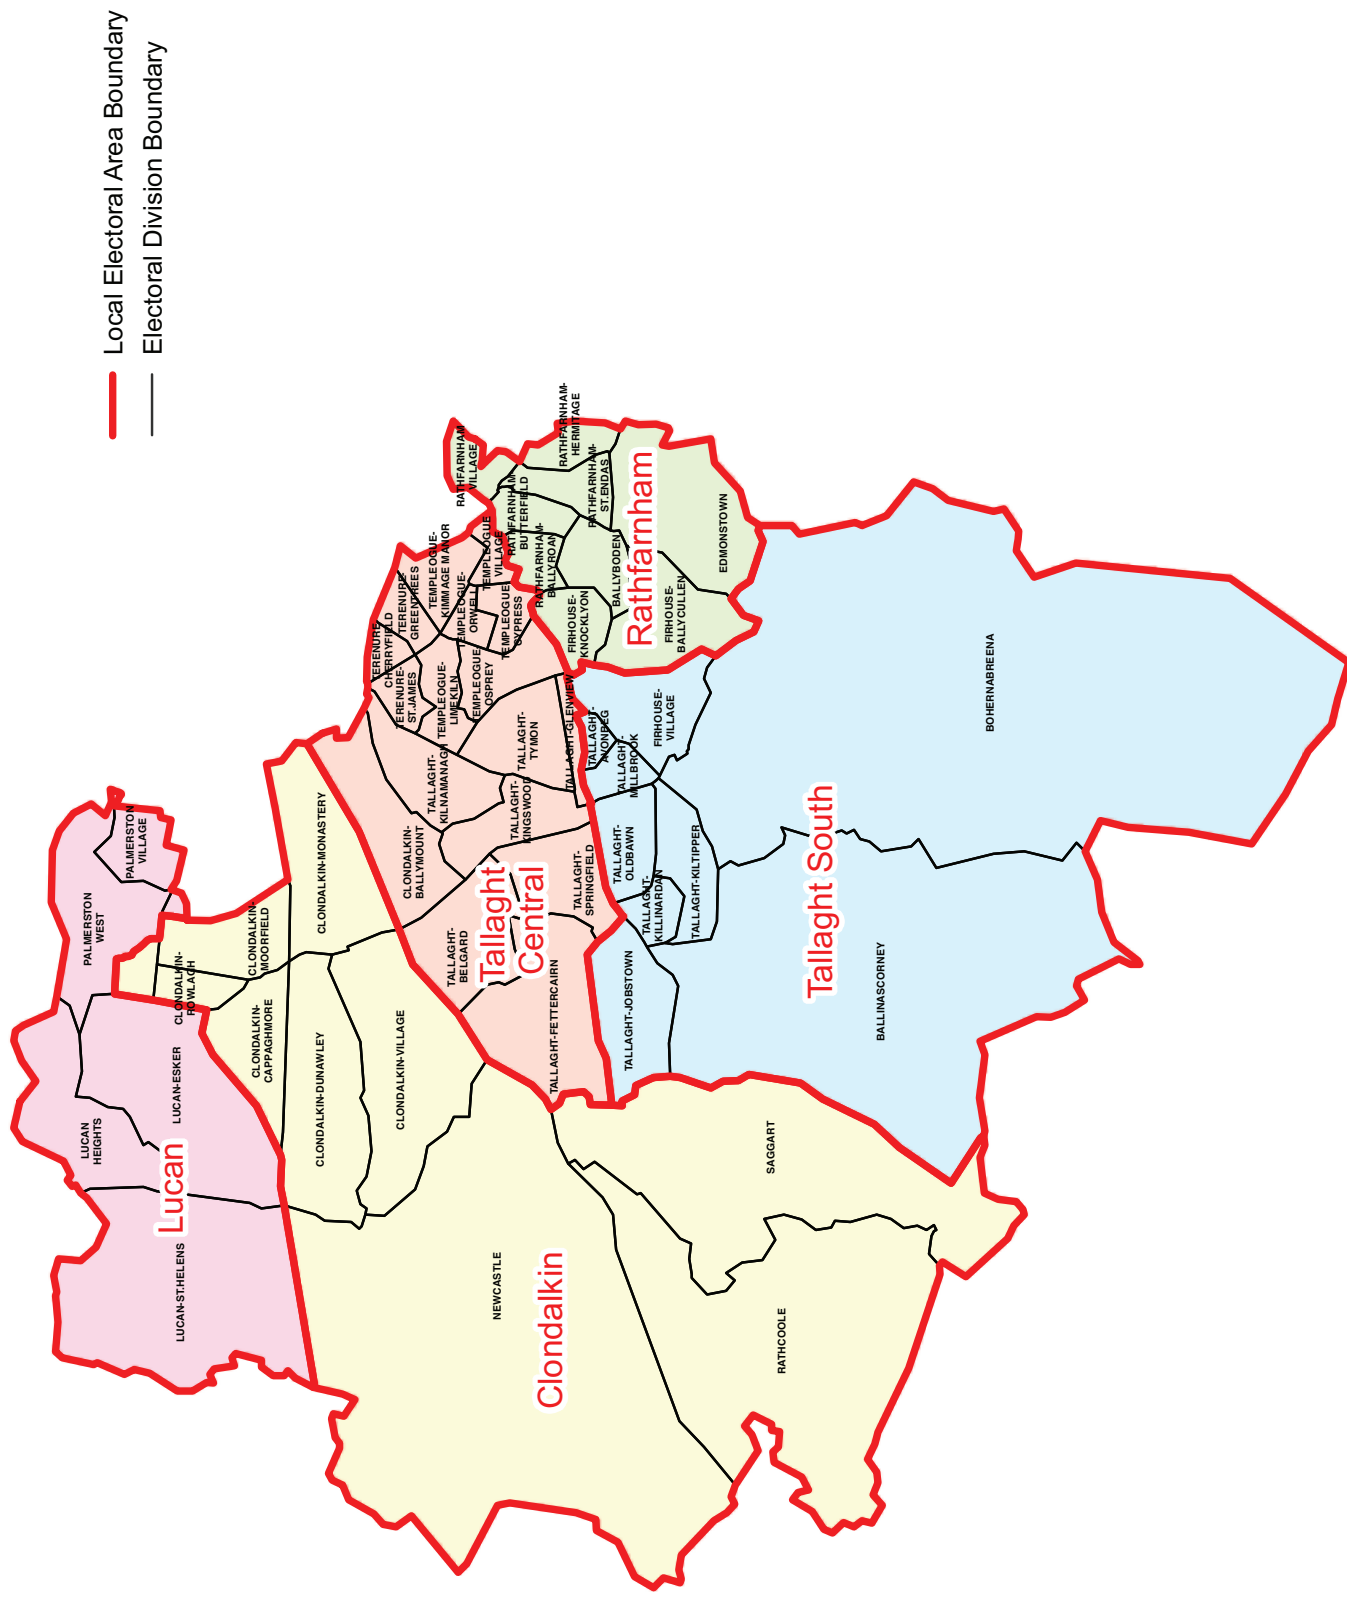 Local Electoral Area Boundary
Electoral Division Boundary
Lucan
LUCAN-ST.HELENS
LUCAN
HEIGHTS
LUCAN-ESKER
PALMERSTON
WEST
PALMERSTON
VILLAGE
Clondalkin
NEWCASTLE
RATHCOOLE
SAGGART
CLONDALKIN-DUNAWLEY
CLONDALKIN-VILLAGE
CLONDALKIN-
CAPPAGHMORE
CLONDALKIN-
ROWLAGH
CLONDALKIN-
MOORFIELD
CLONDALKIN-MONASTERY
Tallaght
Central
TALLAGHT-FETTERCAIRN
TALLAGHT-
BELGARD
TALLAGHT-
SPRINGFIELD
CLONDALKIN-
BALLYMOUNT
TALLAGHT-
KINGSWOOD
TALLAGHT-
KILNAMANAGH
TALLAGHT-
TYMON
TALLAGHT-GLENVIEW
TERENURE-
ST.JAMES
TERENURE-
CHERRYFIELD
TERENURE-
GREENTREES
TEMPLEOGUE-
LIMEKILN
TEMPLEOGUE-
OSPREY
TEMPLEOGUE-
KIMMAGE MANOR
TEMPLEOGUE-
ORWELL
TEMPLEOGUE-
CYPRESS
TEMPLEOGUE
VILLAGE
Rathfarnham
RATHFARNHAM
VILLAGE
RATHFARNHAM-
BUTTERFIELD
RATHFARNHAM-
BALLYROAN
RATHFARNHAM-
HERMITAGE
RATHFARNHAM-
ST.ENDAS
BALLYBODEN
FIRHOUSE-
KNOCKLYON
FIRHOUSE-
BALLYCULLEN
EDMONSTOWN
Tallaght South
TALLAGHT-JOBSTOWN
TALLAGHT-
KILLINARDAN
TALLAGHT-KILTIPPER
TALLAGHT-
OLDBAWN
TALLAGHT-
MILLBROOK
TALLAGHT-
AVONBEG
FIRHOUSE-
VILLAGE
BALLINASCORNEY
BOHERNABREENA